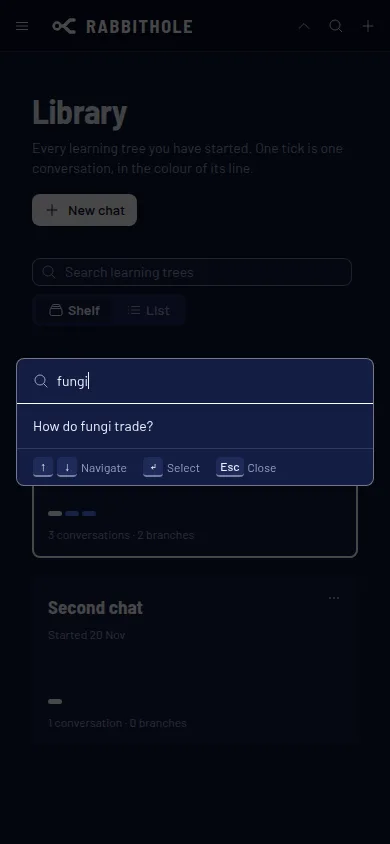 RABBITHOLE
Library
Every learning tree you have started. One tick is one
conversation, in the colour of its line.
New chat
Search learning trees
Shelf
List
fungi
How do fungi trade?
↑ ↓ Navigate ↵ Select Esc Close
3 conversations · 2 branches
Second chat
Started 20 Nov
1 conversation · 0 branches